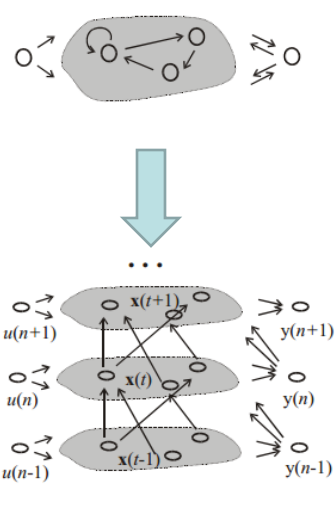 ...
x(t+1)
u(n+1)
y(n+1)
x(t)
u(n)
y(n)
x(t-1)
u(n-1)
y(n-1)